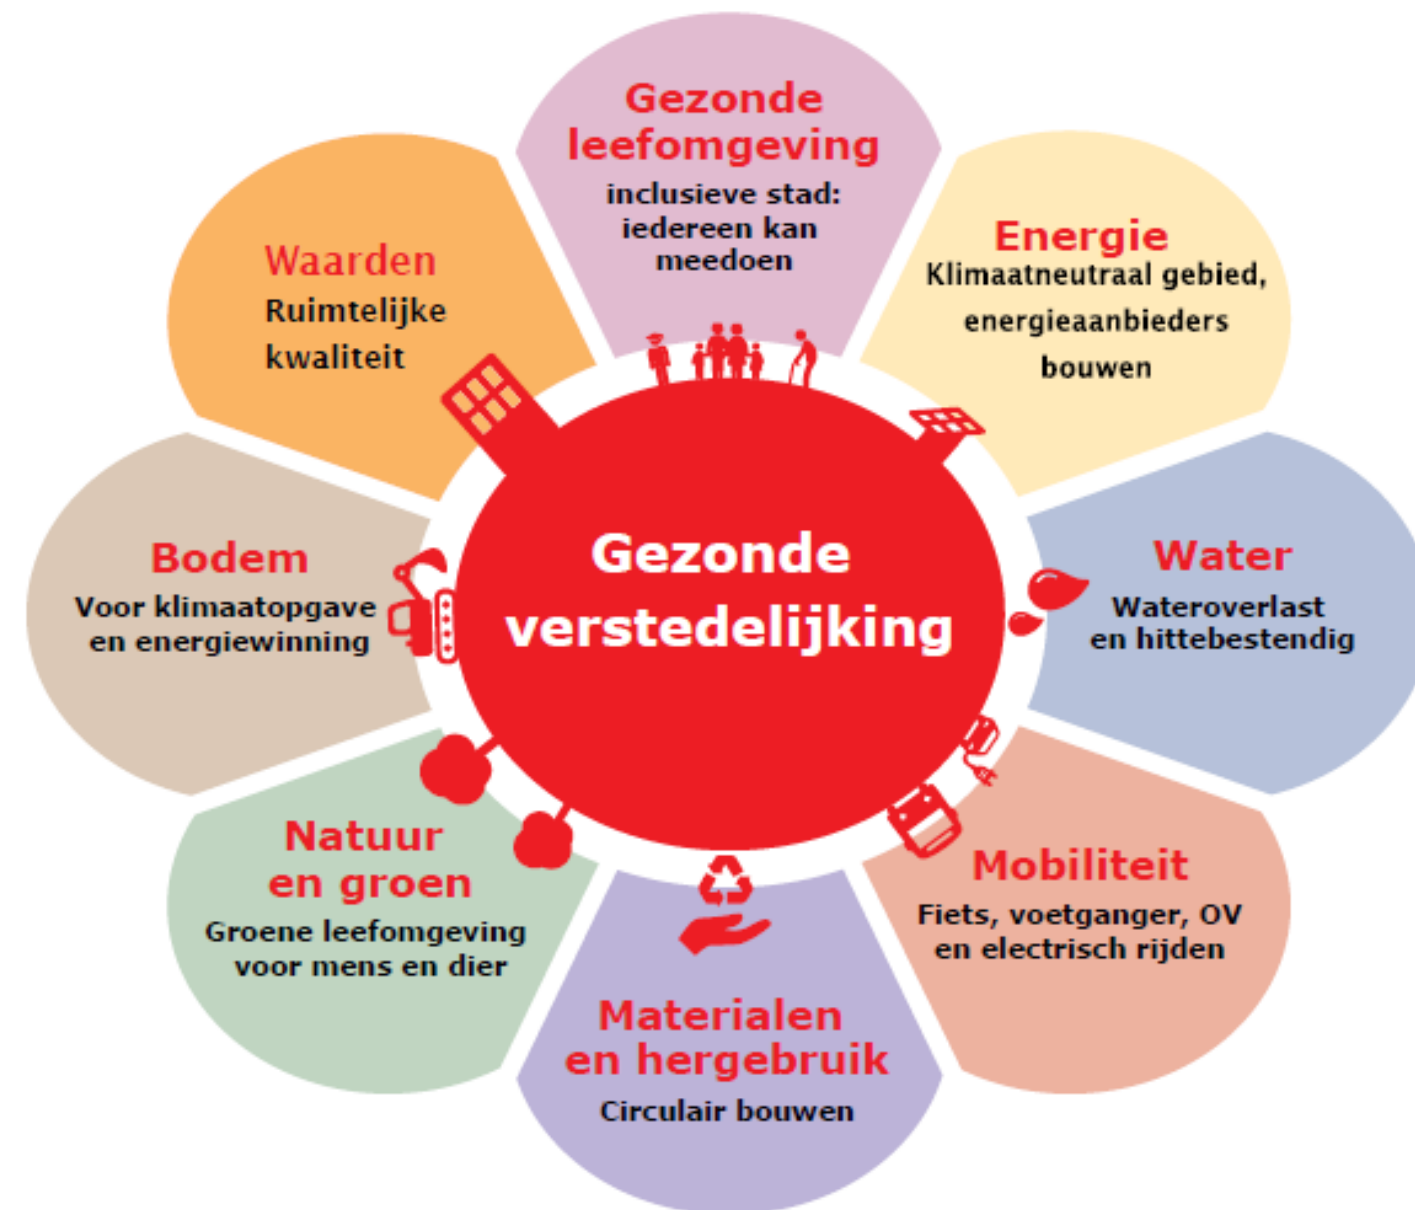 Gezonde
leefomgeving
inclusieve stad:
iedereen kan
meedoen
Energie
Klimaatneutraal gebied,
energieaanbieders
bouwen
Water
Wateroverlast
en hittebestendig
Mobiliteit
Fiets, voetganger, OV
en electrisch rijden
Materialen
en hergebruik
Circulair bouwen
Natuur
en groen
Groene leefomgeving
voor mens en dier
Bodem
Voor klimaatopgave
en energiewinning
Waarden
Ruimtelijke
kwaliteit
Gezonde
verstedelijking